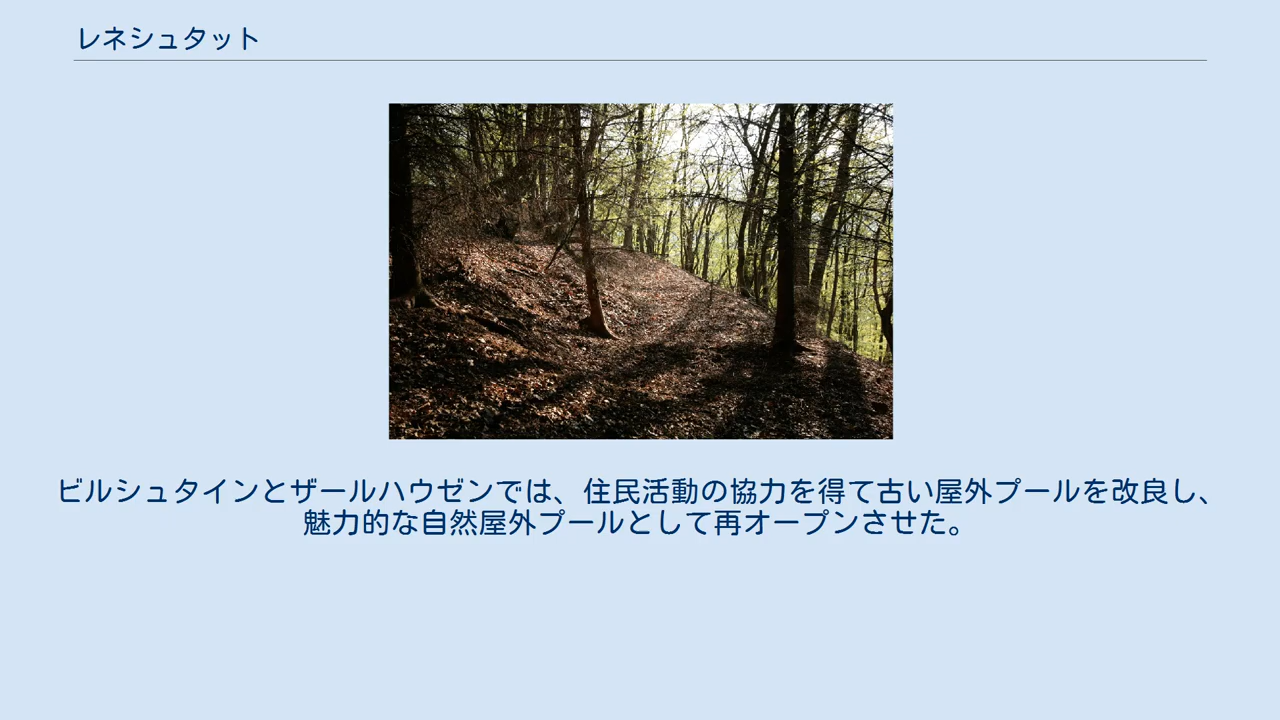 レネシュタット
ビルシュタインとザールハウゼンでは、住民活動の協力を得て古い屋外プールを改良し、
魅力的な自然屋外プールとして再オープンさせた。